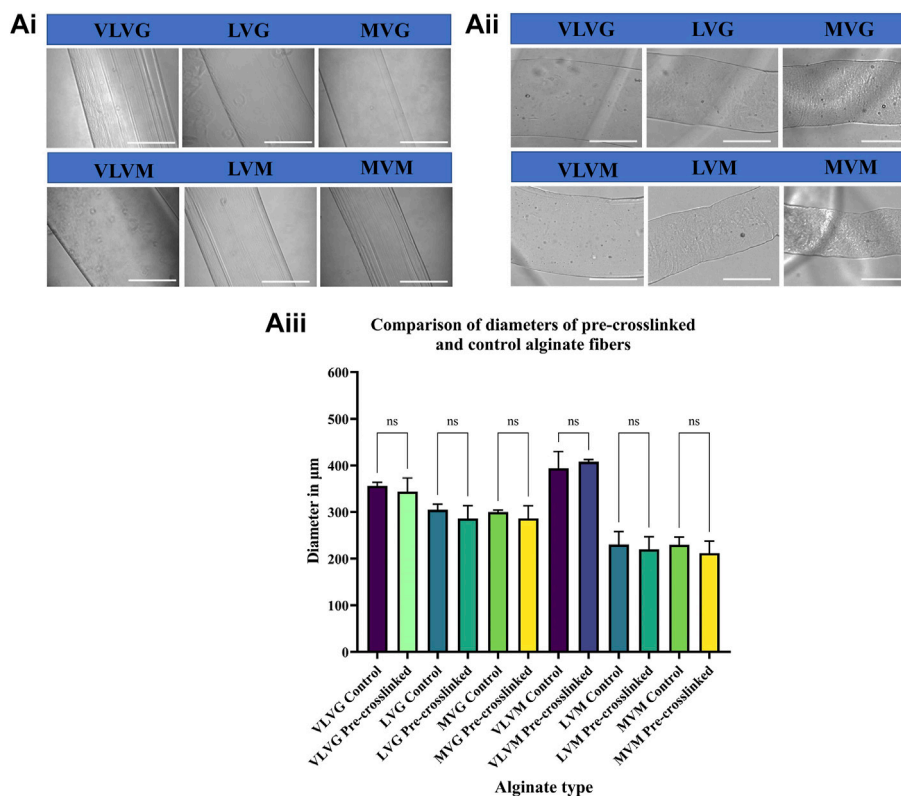 Ai
VLVG LVG MVG
VLVM LVM MVM
Aii
VLVG LVG MVG
VLVM LVM MVM
Aiii
Comparison of diameters of pre-crosslinked
and control alginate fibers
600
500
400
300
200
100
0
Diameter in µm
ns ns ns ns ns ns
VLVG Control
VLVG Pre-crosslinked
LVG Control
LVG Pre-crosslinked
MVG Control
MVG Pre-crosslinked
VLVM Control
VLVM Pre-crosslinked
LVM Control
LVM Pre-crosslinked
MVM Control
MVM Pre-crosslinked
Alginate type